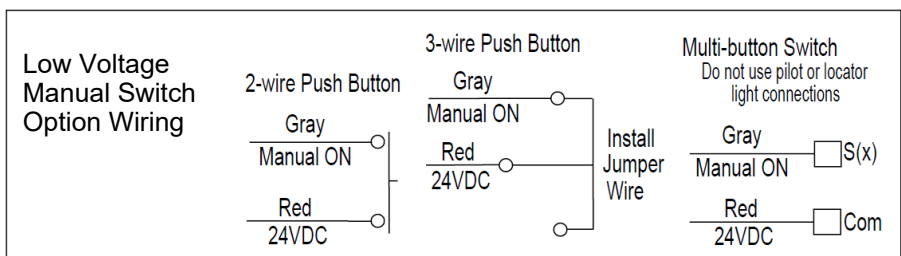 Low Voltage
Manual Switch
Option Wiring
2-wire Push Button
Gray
Manual ON
Red
24VDC
3-wire Push Button
Gray
Manual ON
Red
24VDC
Install
Jumper
Wire
Multi-button Switch
Do not use pilot or locator
light connections
Gray
Manual ON
S(x)
Red
24VDC
Com